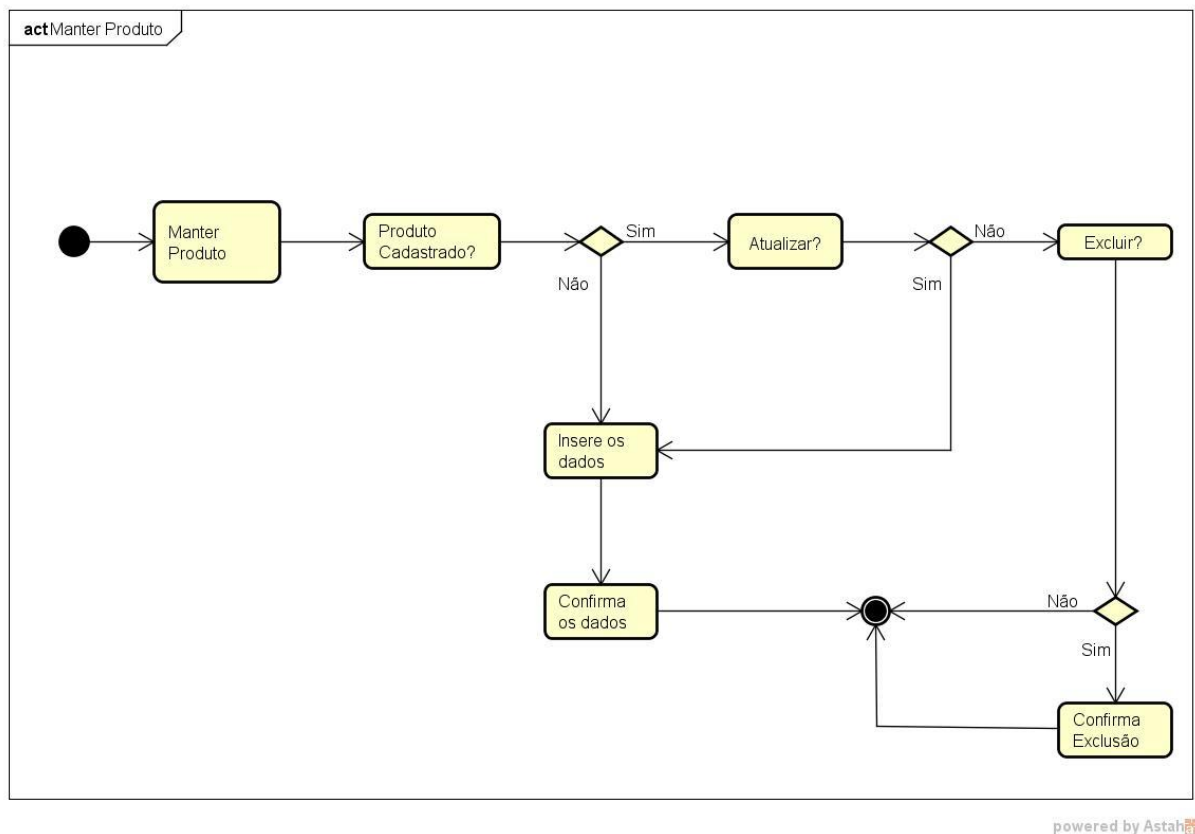 act Manter Produto
Manter
Produto
Produto
Cadastrado?
Sim
Não
Atualizar?
Não
Sim
Excluir?
Insere os
dados
Confirma
os dados
Não
Sim
Confirma
Exclusão
powered by Astah